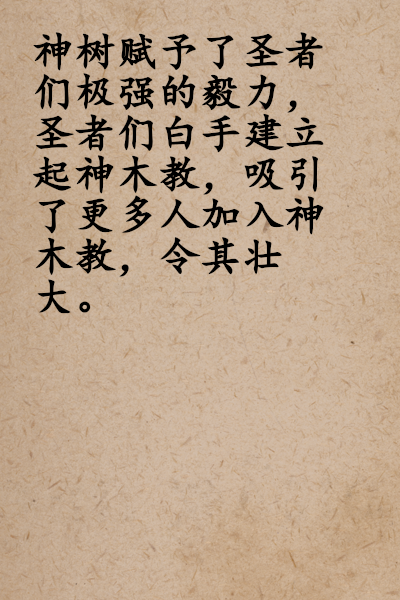 神树赋予了圣者
们极强的毅力，
圣者们白手建立
起神木教，吸引
了更多人加入神
木教，令其壮
大。